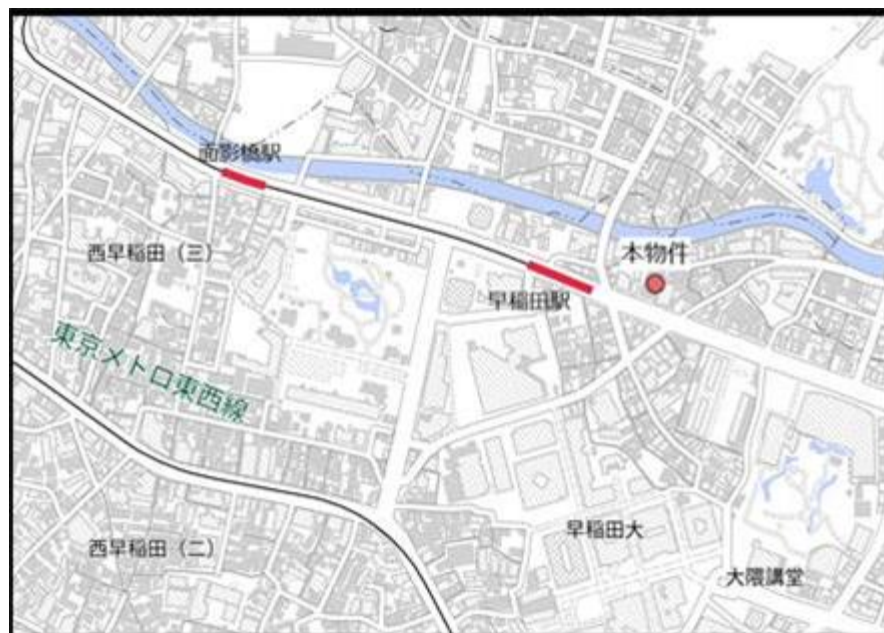 面影橋駅
西早稲田（三）
本物件
早稲田駅
東京メトロ東西線
西早稲田（二）
早稲田大
大隈講堂